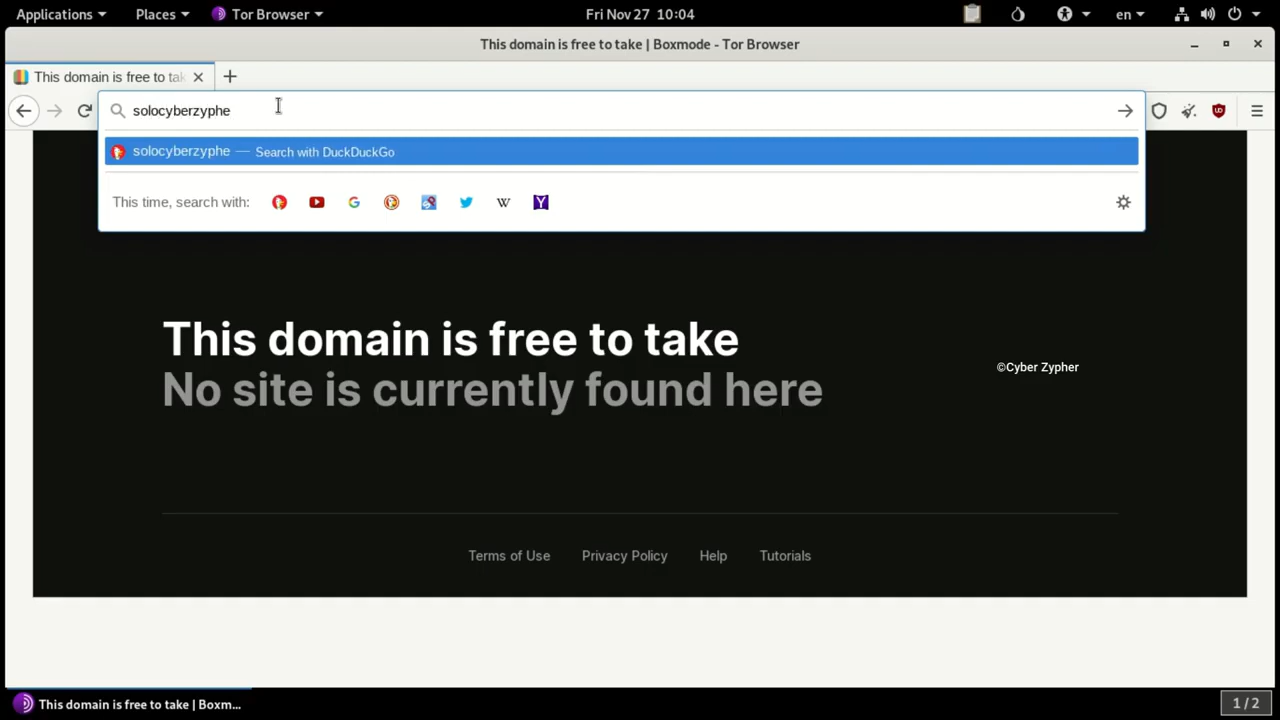 Applications
Places
Tor Browser
Fri Nov 27 10:04
en
This domain is free to take | Boxmode - Tor Browser
This domain is free to tak
solocyberzyphe
solocyberzyphe — Search with DuckDuckGo
This time, search with:
W
Y
This domain is free to take
No site is currently found here
©Cyber Zypher
Terms of Use
Privacy Policy
Help
Tutorials
This domain is free to take | Boxm...
1 / 2